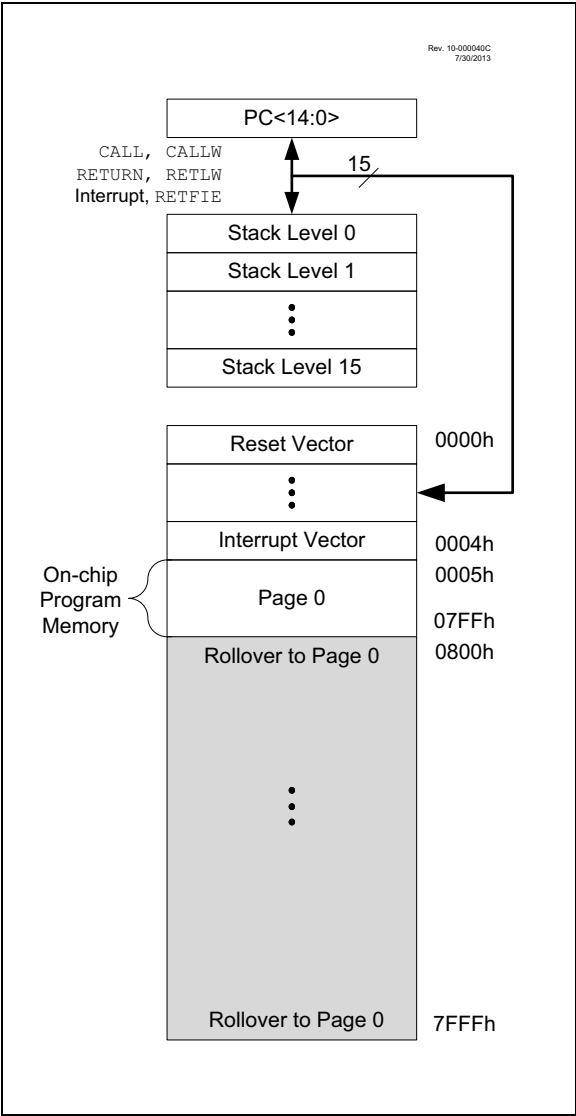 Rev. 10-000040C
7/30/2013
PC<14:0>
CALL, CALLW
RETURN, RETLW
Interrupt, RETFIE
15
Stack Level 0
Stack Level 1
Stack Level 15
Reset Vector
0000h
Interrupt Vector
0004h
On-chip
Program
Memory
Page 0
0005h
07FFh
Rollover to Page 0
0800h
Rollover to Page 0
7FFFh